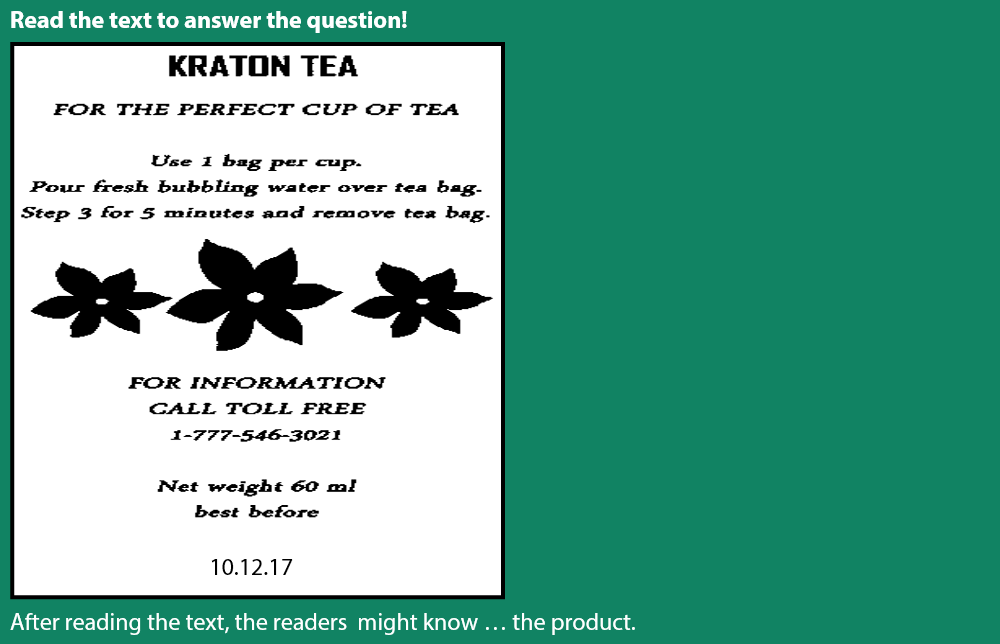 Read the text to answer the question!
KRATON TEA
FOR THE PERFECT CUP OF TEA
Use 1 bag per cup.
Pour fresh bubbling water over tea bag.
Step 3 for 5 minutes and remove tea bag.
FOR INFORMATION
CALL TOLL FREE
1-777-546-3021
Net weight 60 ml
best before
10.12.17
After reading the text, the readers might know … the product.